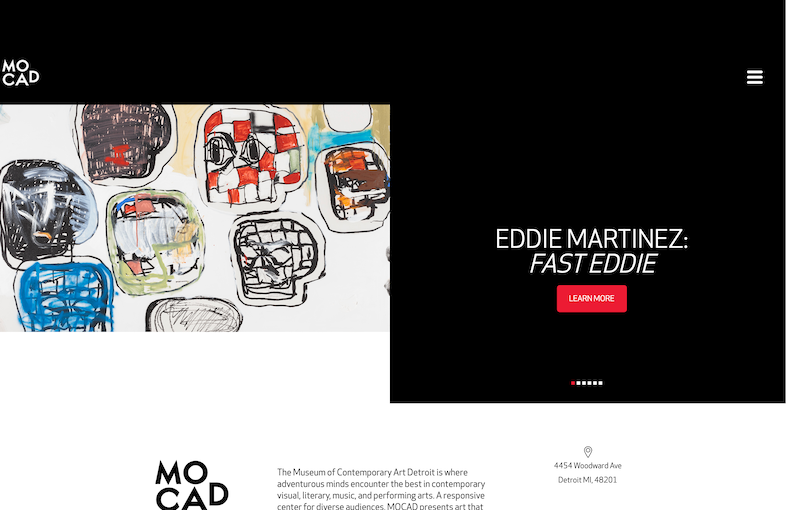 MO
CAD
EDDIE MARTINEZ:
FAST EDDIE
LEARN MORE
MO
CAD
The Museum of Contemporary Art Detroit is where
adventurous minds encounter the best in contemporary
visual, literary, music, and performing arts. A responsive
center for diverse audiences, MOCAD presents art that
4454 Woodward Ave
Detroit MI, 48201